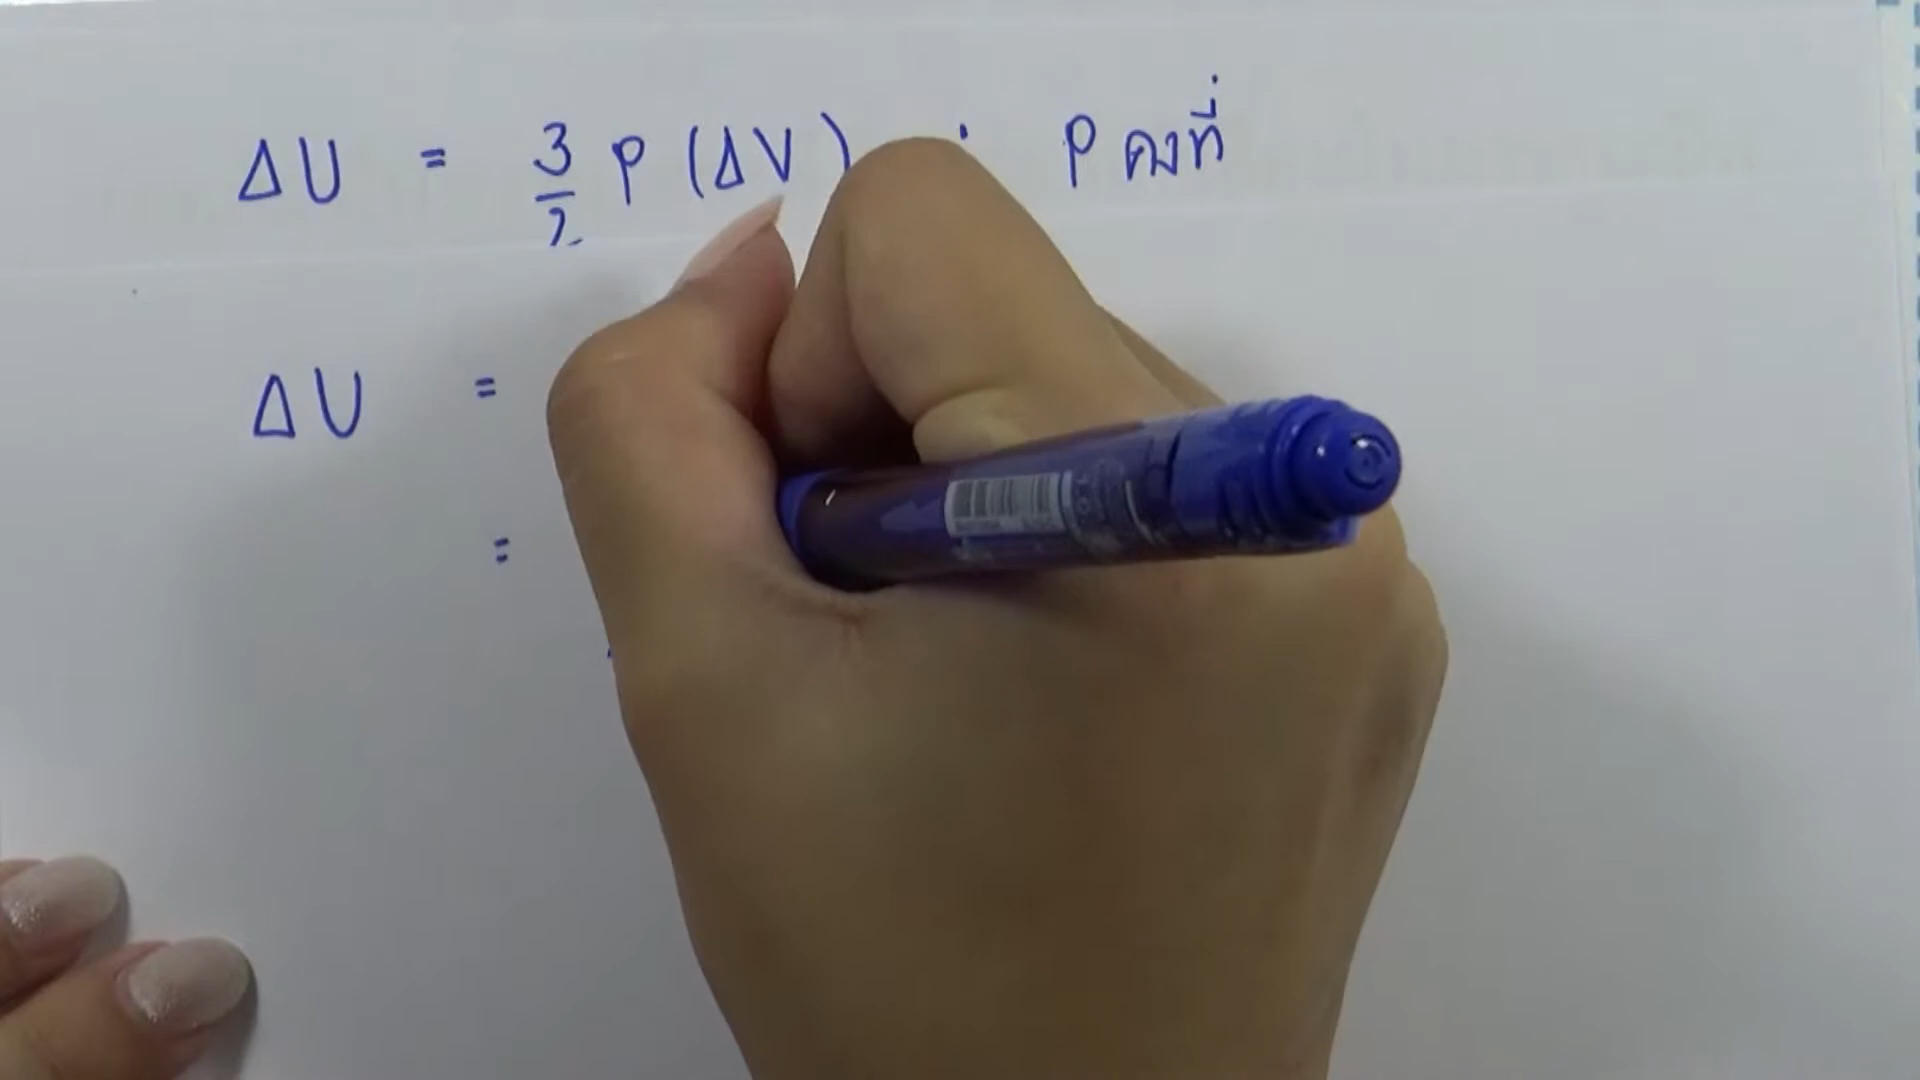 ΔU = 3/2 P (ΔV) ; P คงที่
ΔU =
=